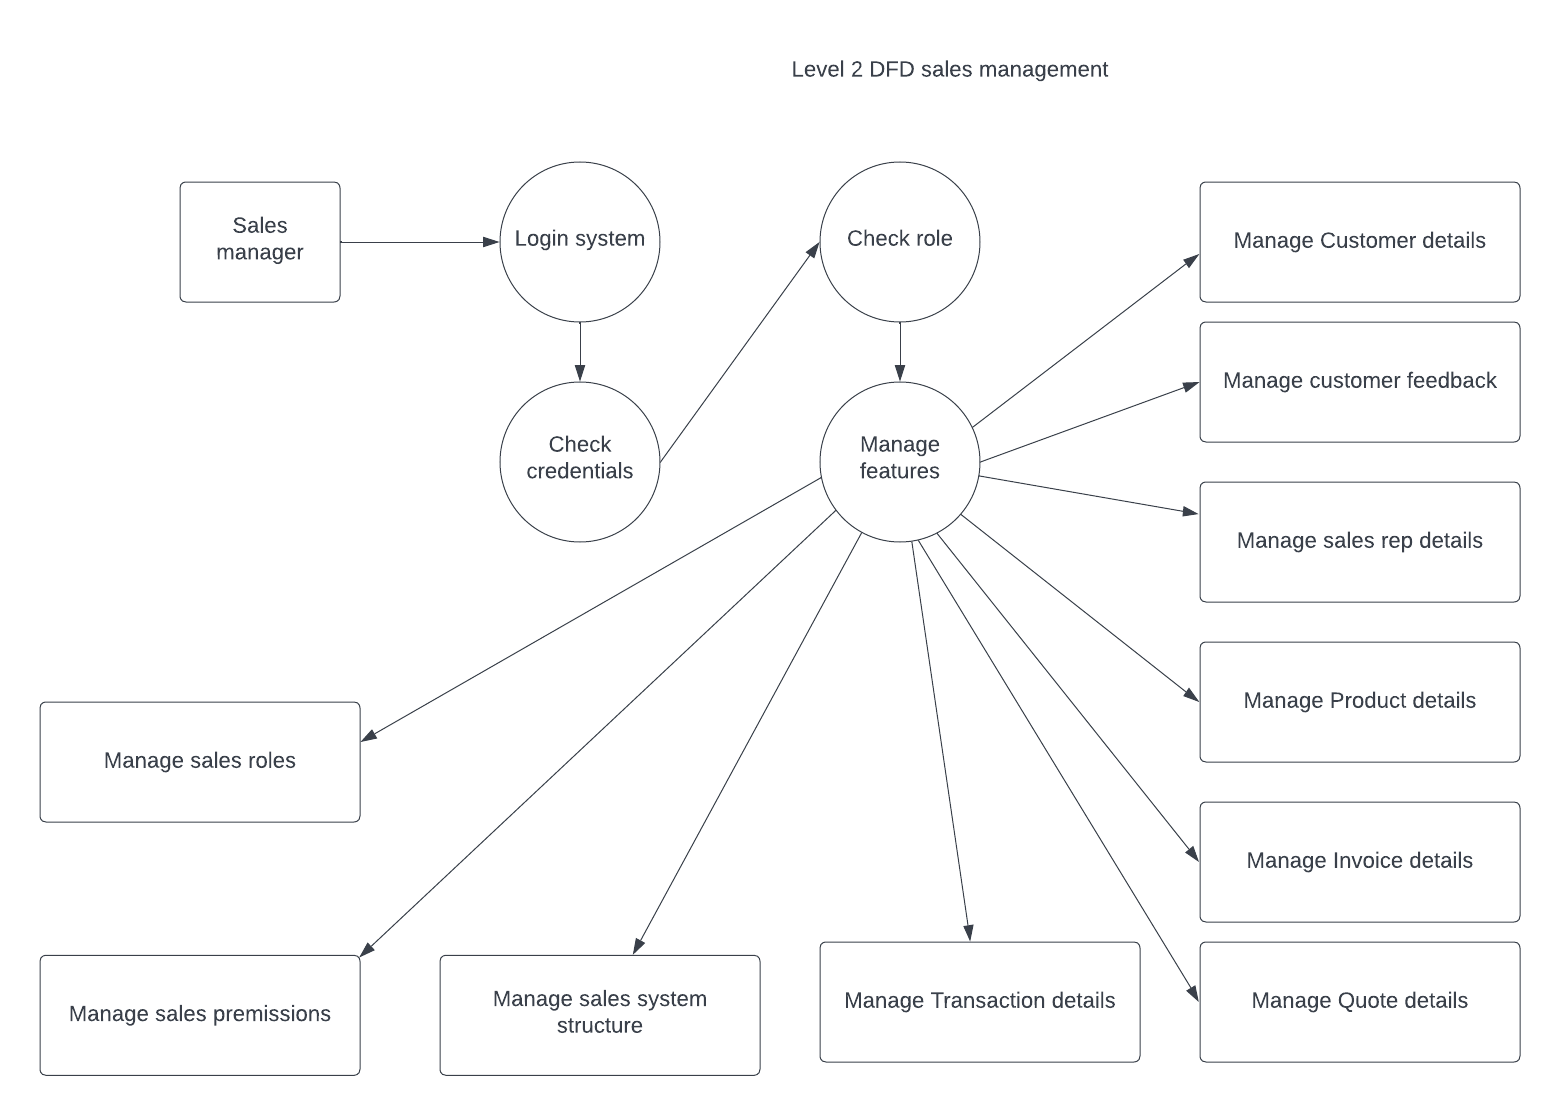 Level 2 DFD sales management
Sales
manager
Login system
Check role
Manage Customer details
Manage customer feedback
Check
credentials
Manage
features
Manage sales rep details
Manage Product details
Manage sales roles
Manage Invoice details
Manage sales premissions
Manage sales system
structure
Manage Transaction details
Manage Quote details